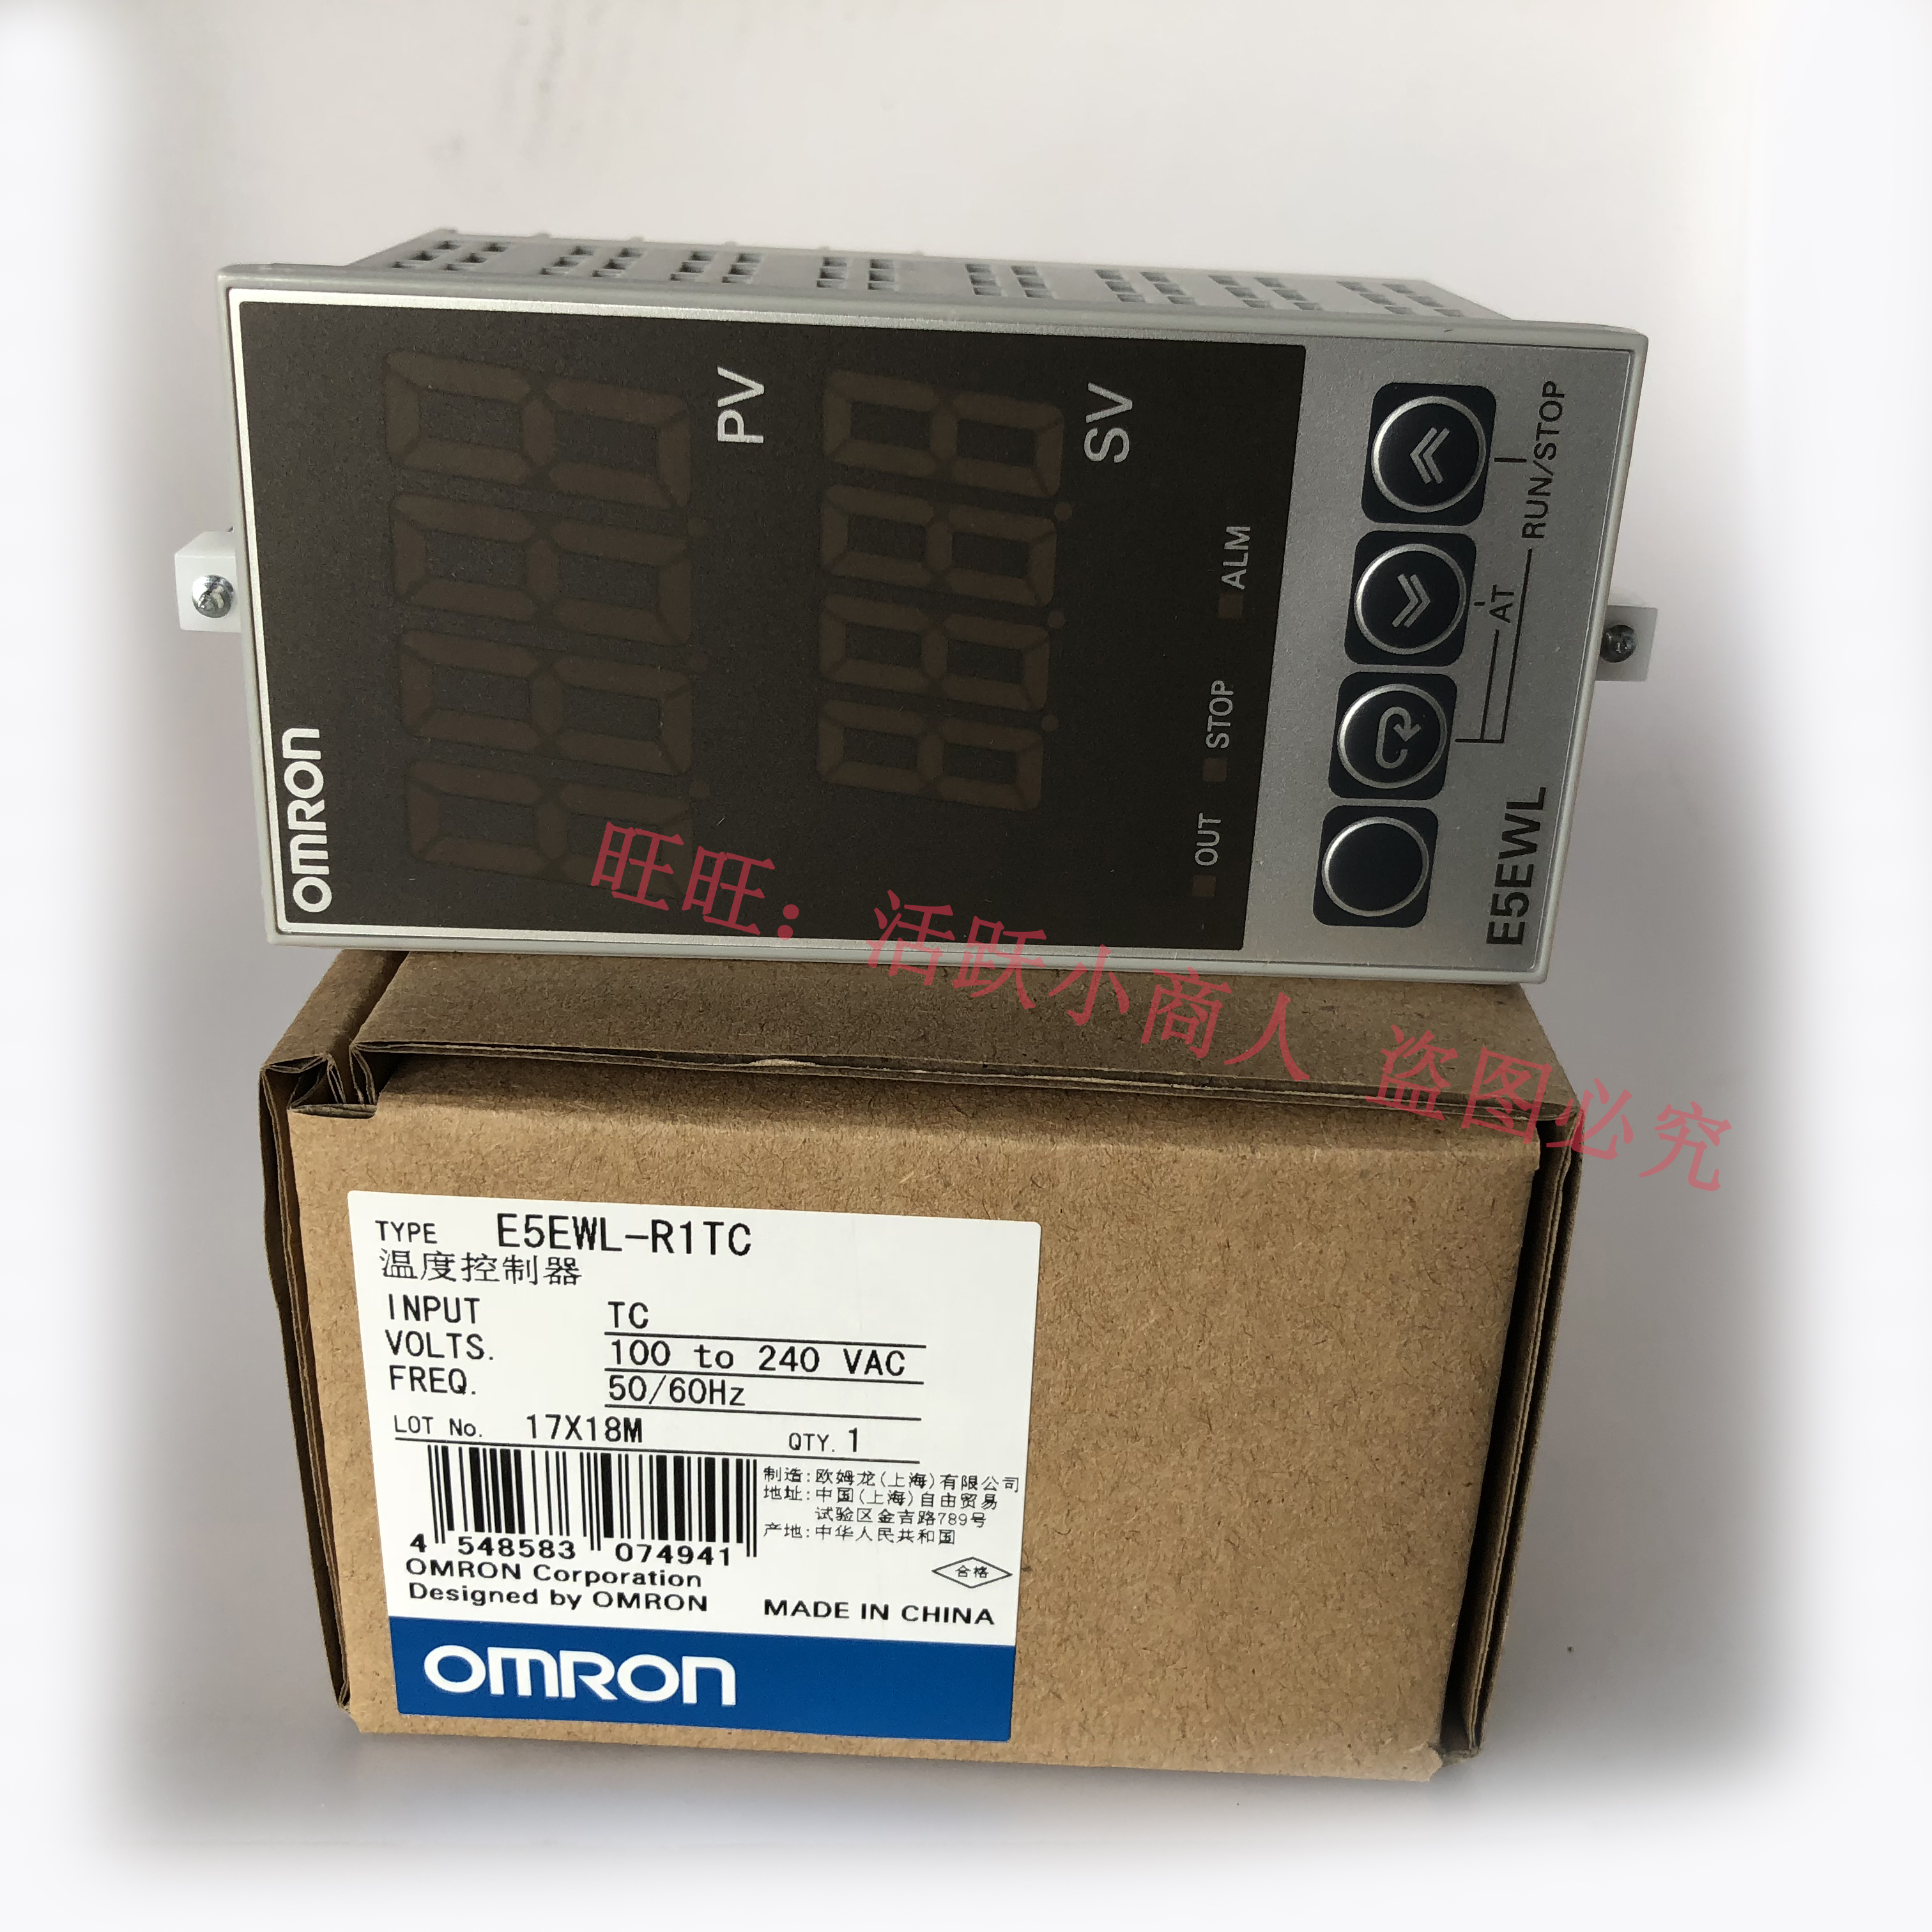 OMRON
PV
SV
OUT
STOP
ALM
AT
RUN/STOP
E5EWL
旺旺：活跃小商人 盗图必究
TYPE E5EWL-R1TC
温度控制器
INPUT TC
VOLTS. 100 to 240 VAC
FREQ. 50/60Hz
LOT No. 17X18M QTY. 1
制造:欧姆龙(上海)有限公司
地址:中国(上海)自由贸易
试验区金吉路789号
产地:中华人民共和国
4 548583 074941
合格
OMRON Corporation
Designed by OMRON MADE IN CHINA
OMRON